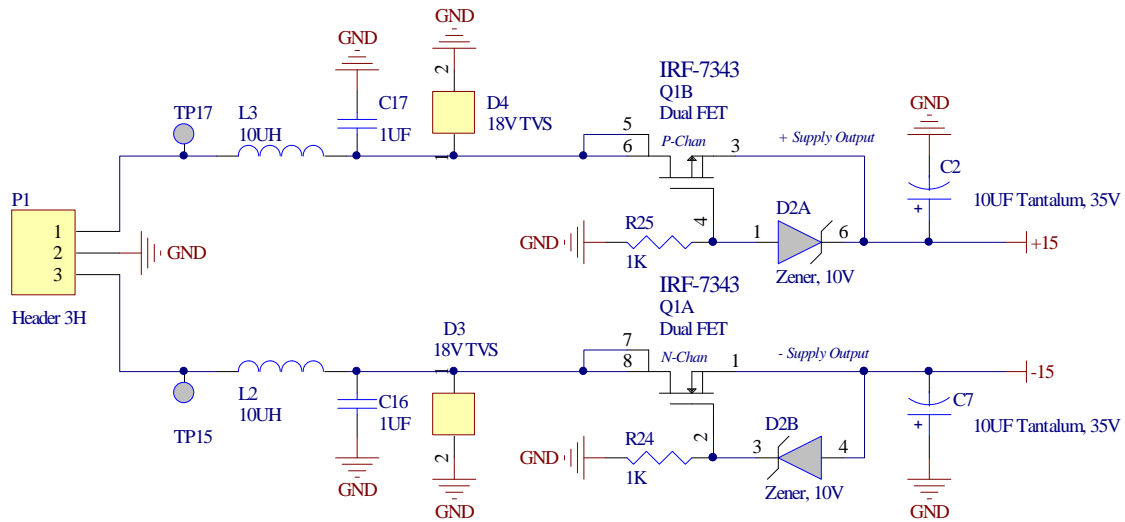 GND
2
D4
18V TVS
1
C17
1UF
TP17
L3
10UH
IRF-7343
Q1B
Dual FET
5
6
P-Chan
3
+ Supply Output
4
GND
C2
10UF Tantalum, 35V
+
P1
1
2
3
GND
Header 3H
GND
R25
1K
1
D2A
6
Zener, 10V
+15
IRF-7343
Q1A
Dual FET
D3
18V TVS
7
8
N-Chan
1
- Supply Output
2
-15
1
2
GND
L2
10UH
TP15
C16
1UF
GND
GND
R24
1K
3
D2B
4
Zener, 10V
C7
10UF Tantalum, 35V
+
GND
GND